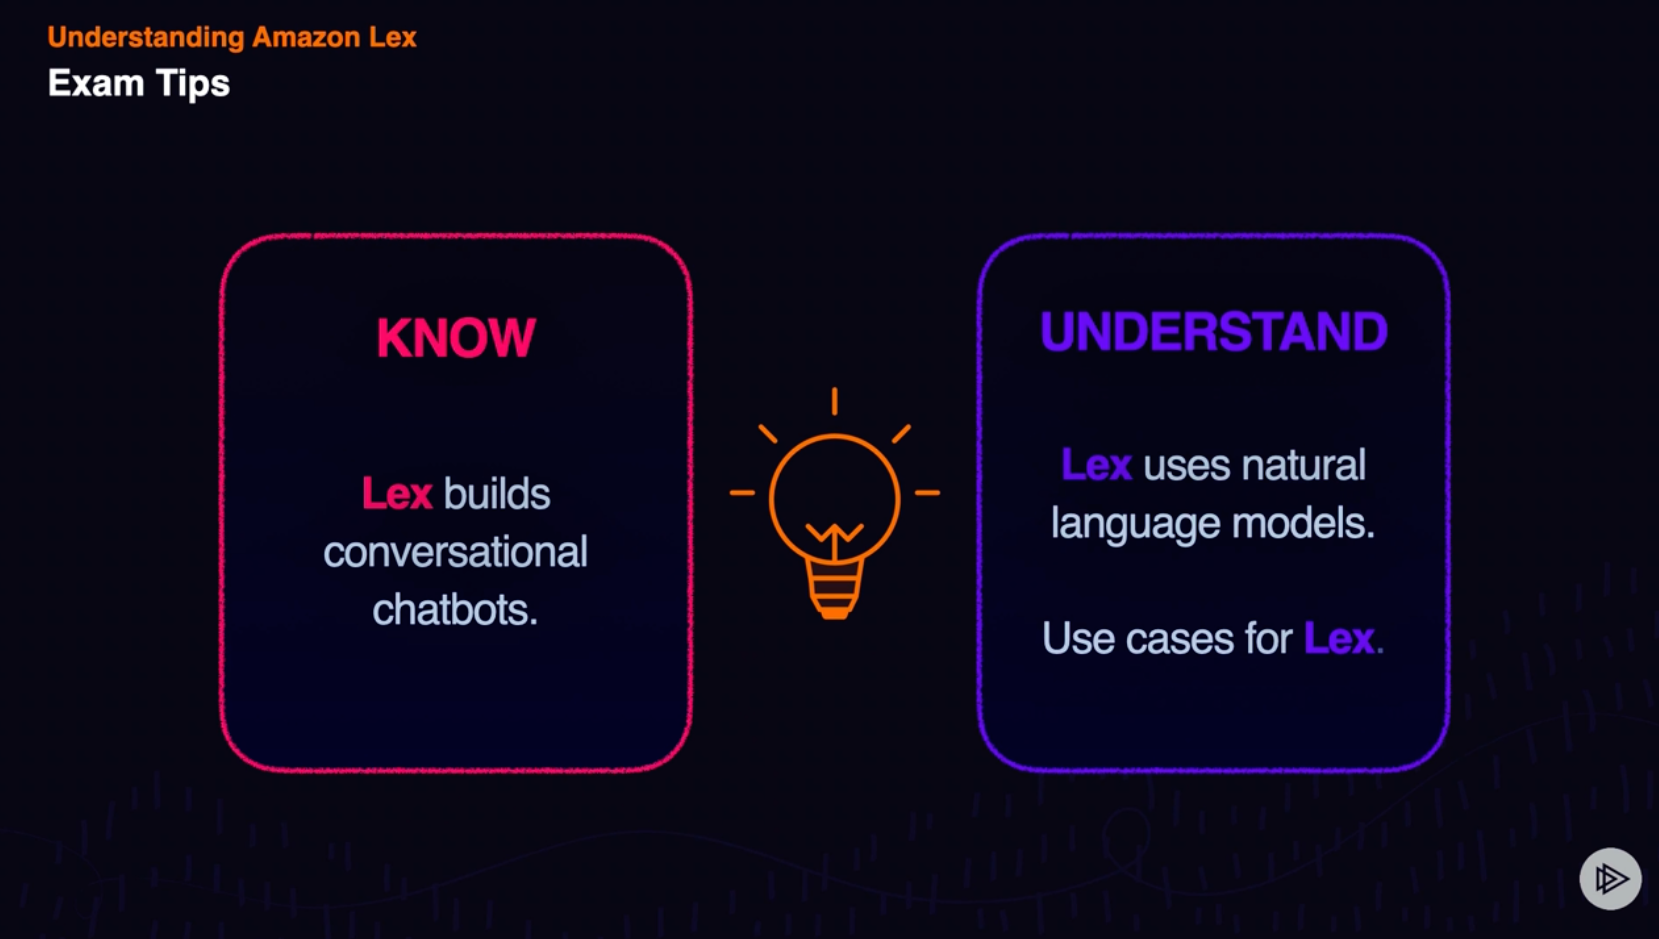 Understanding Amazon Lex
Exam Tips
KNOW
Lex builds
conversational
chatbots.
UNDERSTAND
Lex uses natural
language models.
Use cases for Lex.